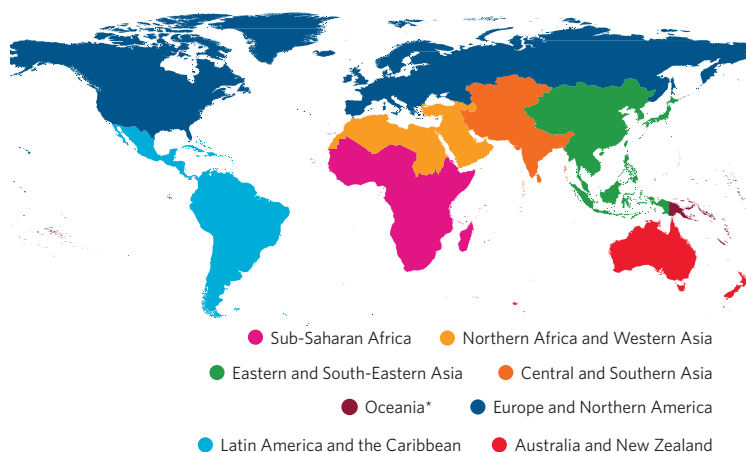 Sub-Saharan Africa Northern Africa and Western Asia
Eastern and South-Eastern Asia Central and Southern Asia
Oceania* Europe and Northern America
Latin America and the Caribbean Australia and New Zealand